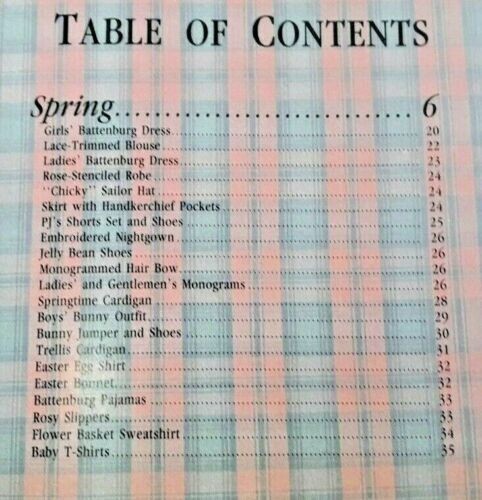 TABLE OF CONTENTS
Spring.............................. 6
Girls' Battenburg Dress.............................. 20
Lace-Trimmed Blouse.............................. 22
Ladies' Battenburg Dress.............................. 23
Rose-Stenciled Robe.............................. 24
"Chicky" Sailor Hat.............................. 24
Skirt with Handkerchief Pockets.............................. 24
PJ's Shorts Set and Shoes.............................. 25
Embroidered Nightgown.............................. 26
Jelly Bean Shoes.............................. 26
Monogrammed Hair Bow.............................. 26
Ladies' and Gentlemen's Monograms.............................. 26
Springtime Cardigan.............................. 28
Boys' Bunny Outfit.............................. 29
Bunny Jumper and Shoes.............................. 30
Trellis Cardigan.............................. 31
Easter Egg Shirt.............................. 32
Easter Bonnet.............................. 32
Battenburg Pajamas.............................. 33
Rosy Slippers.............................. 33
Flower Basket Sweatshirt.............................. 34
Baby T-Shirts.............................. 35